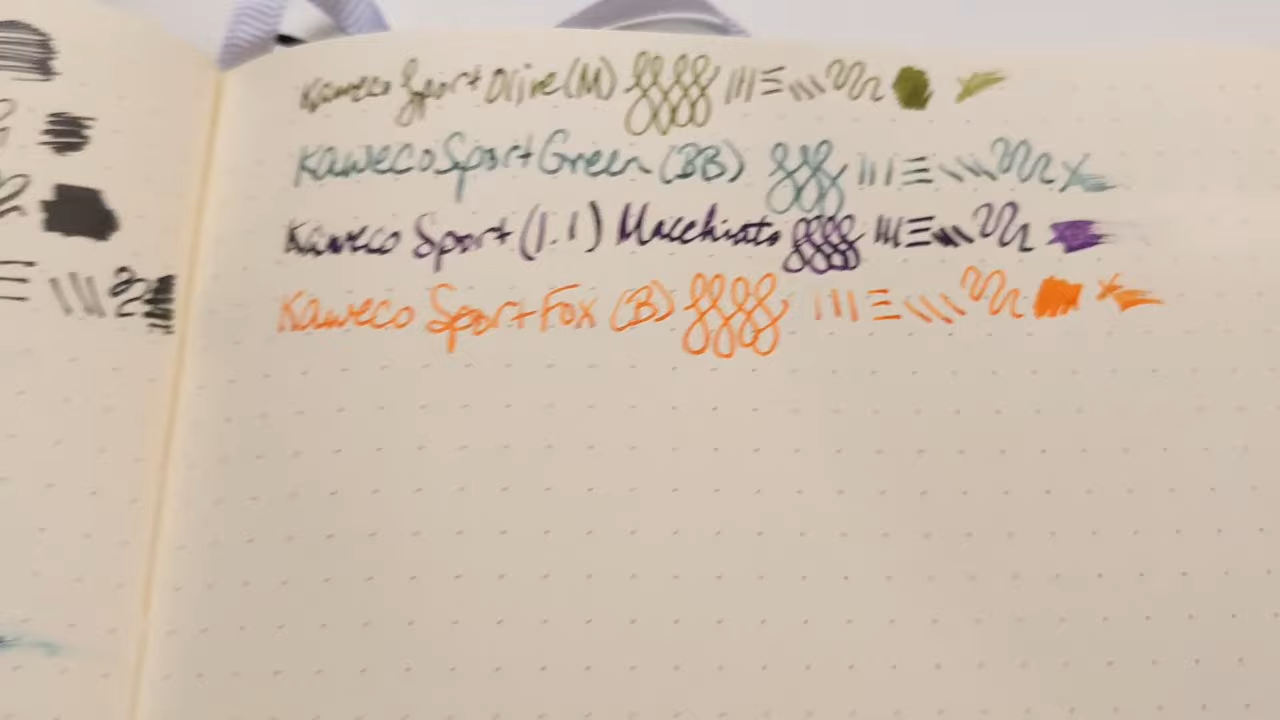 Kaweco Sport Olive (M)
Kaweco Sport Green (BB)
Kaweco Sport (1.1) Macchiato
Kaweco Sport Fox (B)